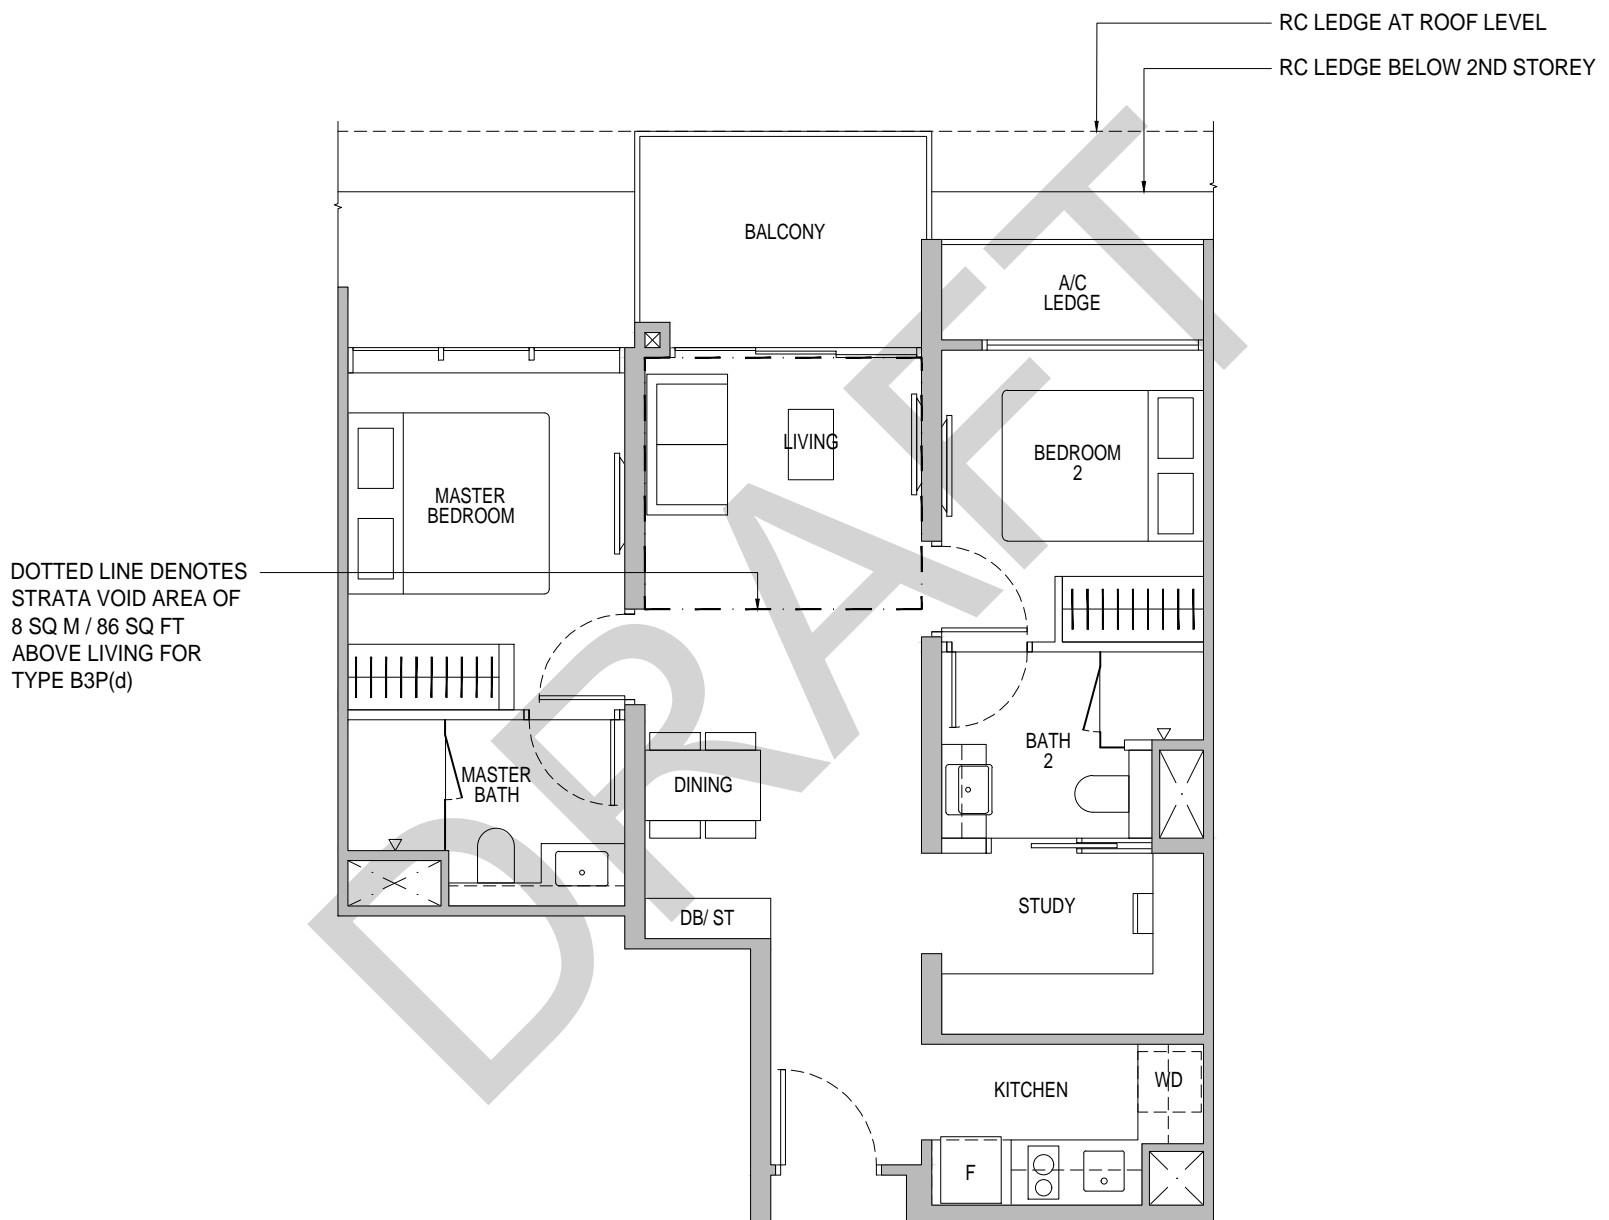 RC LEDGE AT ROOF LEVEL
RC LEDGE BELOW 2ND STOREY
BALCONY
A/C
LEDGE
LIVING
BEDROOM
2
MASTER
BEDROOM
DOTTED LINE DENOTES
STRATA VOID AREA OF
8 SQ M / 86 SQ FT
ABOVE LIVING FOR
TYPE B3P(d)
BATH
2
MASTER
BATH
DINING
STUDY
DB/ ST
KITCHEN
WD
F
DRAFT